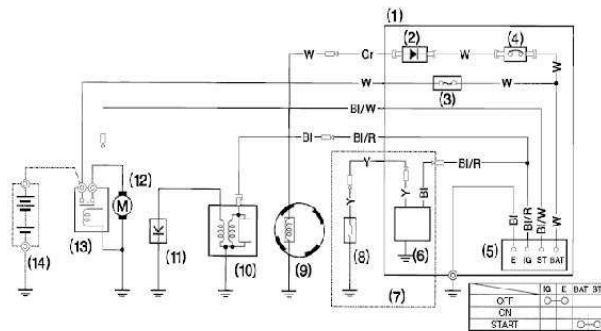 (1)
(2)
(4)
W
Gr
W
W
W
W
(3)
Bl/W
Bl
Bl/R
Y
Bl/R
Y
Bl
Bl
Bl/R
Bl/W
W
(12)
M
K
(5)
E IG ST BAT
(13)
(14)
(11)
(10)
(9)
(8)
(6)
(7)
IG E BAT ST
OFF
ON
START